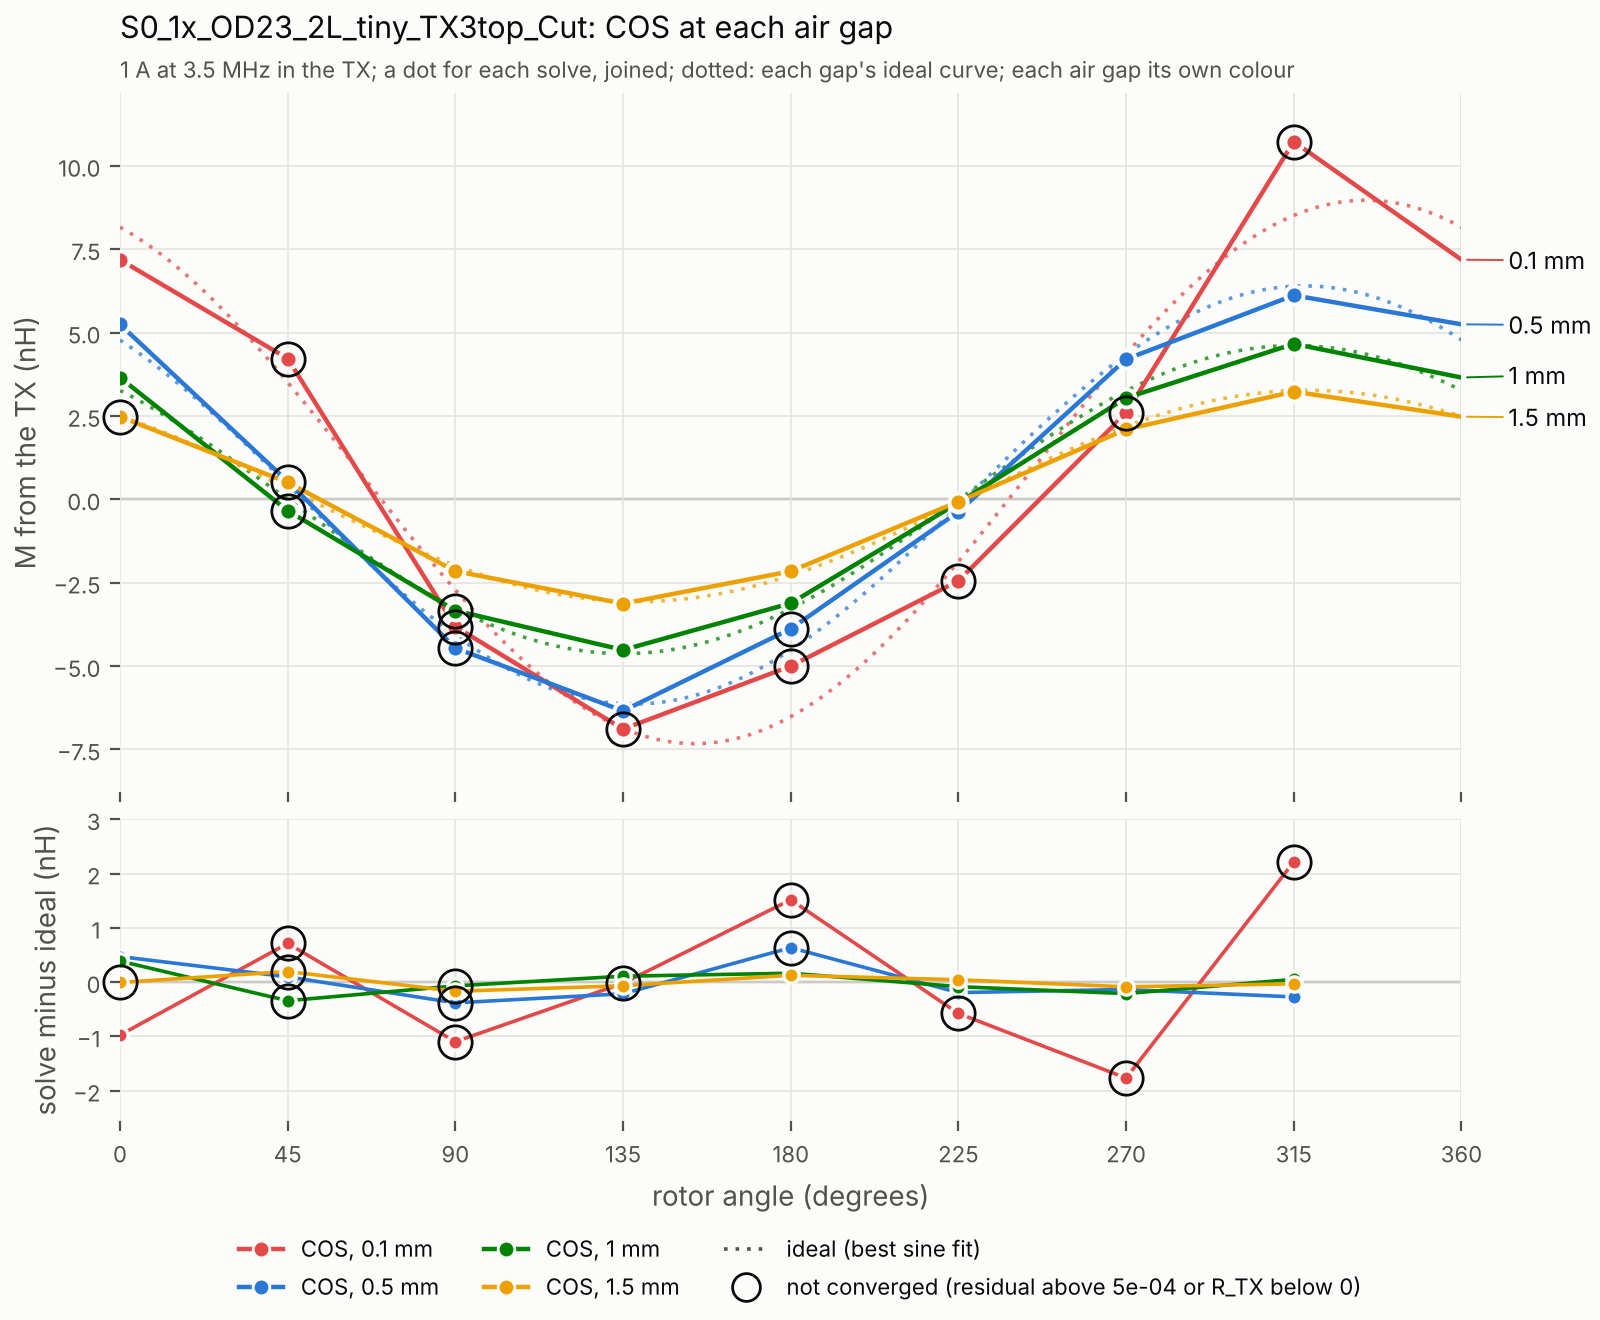 S0_1x_OD23_2L_tiny_TX3top_Cut: COS at each air gap
1 A at 3.5 MHz in the TX; a dot for each solve, joined; dotted: each gap's ideal curve; each air gap its own colour
M from the TX (nH)
10.0
7.5
5.0
2.5
0.0
−2.5
−5.0
−7.5
0.1 mm
0.5 mm
1 mm
1.5 mm
solve minus ideal (nH)
3
2
1
0
−1
−2
0
45
90
135
180
225
270
315
360
rotor angle (degrees)
COS, 0.1 mm
COS, 1 mm
ideal (best sine fit)
COS, 0.5 mm
COS, 1.5 mm
not converged (residual above 5e-04 or R_TX below 0)